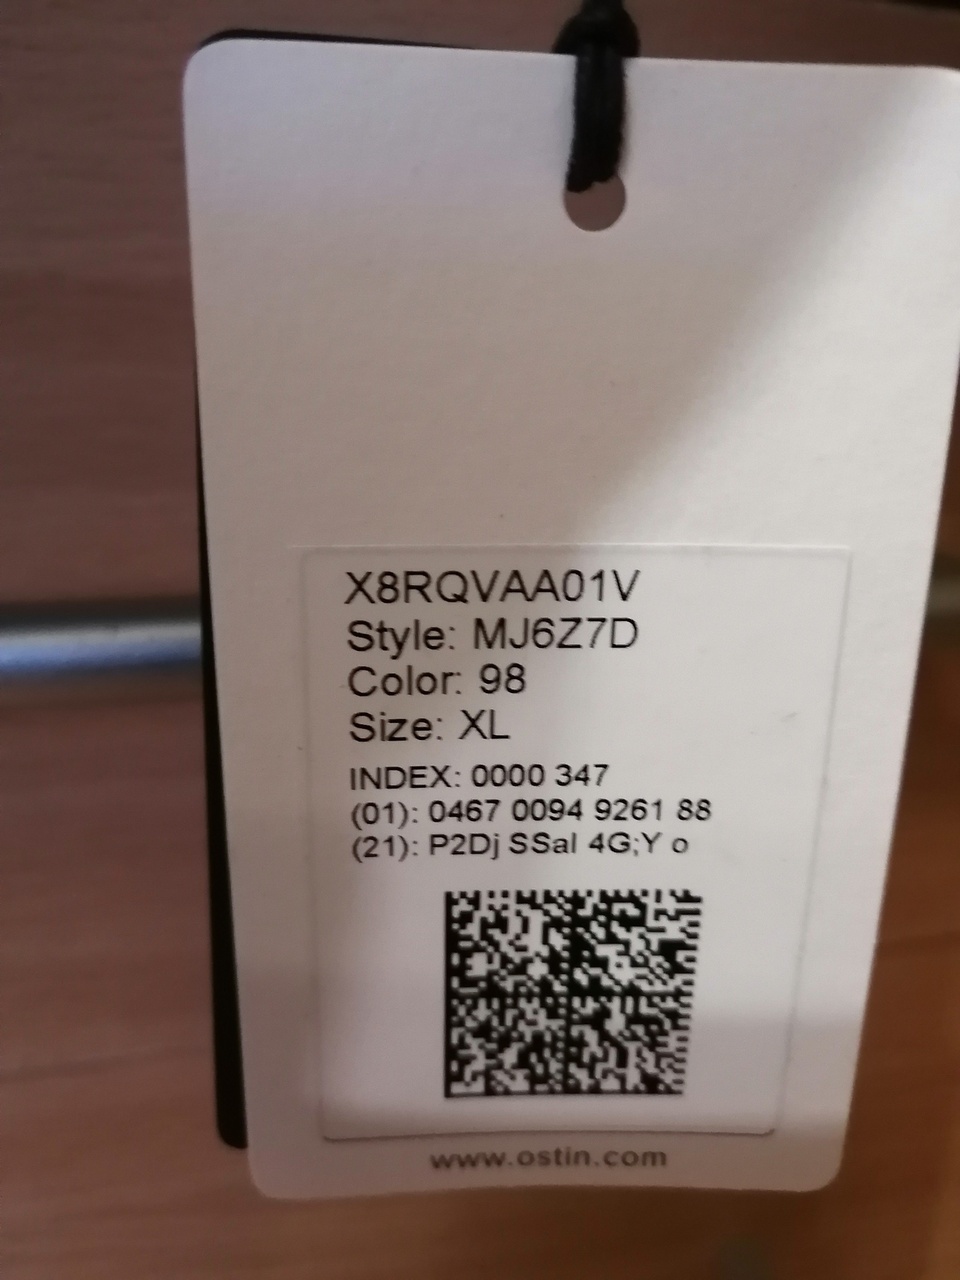 X8RQVAA01V
Style: MJ6Z7D
Color: 98
Size: XL
INDEX: 0000 347
(01): 0467 0094 9261 88
(21): P2Dj SSal 4G;Y o
www.ostin.com